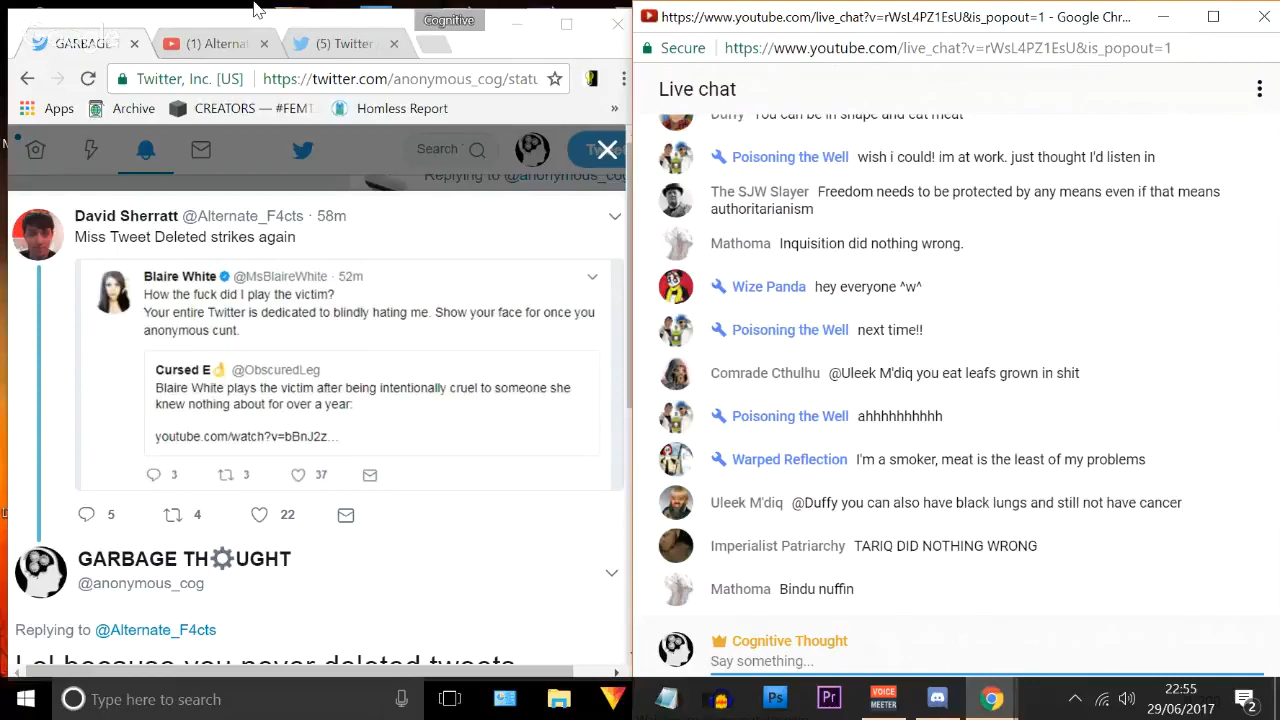 Cognitive
GARBAGE
(1) Alternat
(5) Twitter
Twitter, Inc. [US]
https://twitter.com/anonymous_cog/statu
Apps
Archive
CREATORS — #FEMT
Homless Report
»
Search
Replying to @anonymous_cog
David Sherratt @Alternate_F4cts · 58m
Miss Tweet Deleted strikes again
Blaire White @MsBlaireWhite · 52m
How the fuck did I play the victim?
Your entire Twitter is dedicated to blindly hating me. Show your face for once you
anonymous cunt.
Cursed E👌 @ObscuredLeg
Blaire White plays the victim after being intentionally cruel to someone she
knew nothing about for over a year:
youtube.com/watch?v=bBnJ2z...
3 3 37
5 4 22
GARBAGE TH⚙UGHT
@anonymous_cog
Replying to @Alternate_F4cts
Lol because you never deleted tweets
Type here to search
https://www.youtube.com/live_chat?v=rWsL4PZ1EsU&is_popout=1 - Google Chr...
Secure
https://www.youtube.com/live_chat?v=rWsL4PZ1EsU&is_popout=1
Live chat
Duffy You can be in shape and eat meat
Poisoning the Well wish i could! im at work. just thought I'd listen in
The SJW Slayer Freedom needs to be protected by any means even if that means
authoritarianism
Mathoma Inquisition did nothing wrong.
Wize Panda hey everyone ^w^
Poisoning the Well next time!!
Comrade Cthulhu @Uleek M'diq you eat leafs grown in shit
Poisoning the Well ahhhhhhhhhh
Warped Reflection I'm a smoker, meat is the least of my problems
Uleek M'diq @Duffy you can also have black lungs and still not have cancer
Imperialist Patriarchy TARIQ DID NOTHING WRONG
Mathoma Bindu nuffin
Cognitive Thought
Say something...
Ps
Pr
VOICE
MEETER
22:55
29/06/2017
2